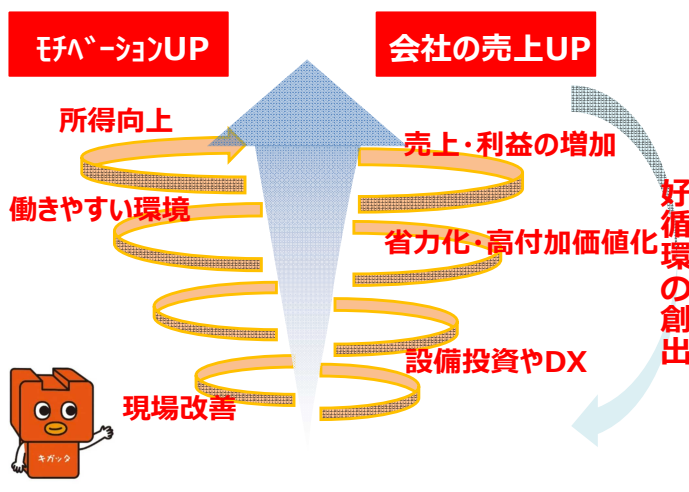 モチベーションUP
会社の売上UP
所得向上
売上・利益の増加
働きやすい環境
省力化・高付加価値化
設備投資やDX
現場改善
好循環の創出
キガッタ